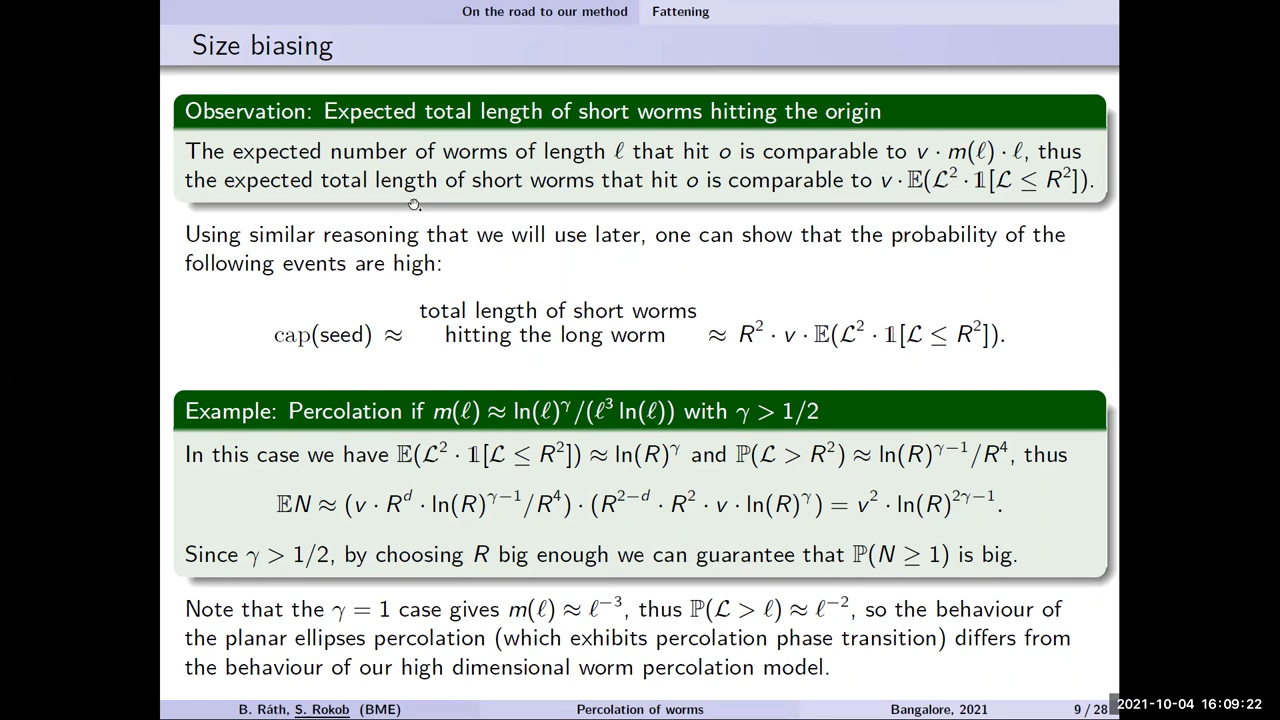 On the road to our method Fattening
Size biasing
Observation: Expected total length of short worms hitting the origin
The expected number of worms of length ℓ that hit o is comparable to v · m(ℓ) · ℓ, thus
the expected total length of short worms that hit o is comparable to v · 𝔼(ℒ² · 𝟙[ℒ ≤ R²]).
Using similar reasoning that we will use later, one can show that the probability of the
following events are high:
total length of short worms
cap(seed) ≈ hitting the long worm ≈ R² · v · 𝔼(ℒ² · 𝟙[ℒ ≤ R²]).
Example: Percolation if m(ℓ) ≈ ln(ℓ)^γ/(ℓ³ ln(ℓ)) with γ > 1/2
In this case we have 𝔼(ℒ² · 𝟙[ℒ ≤ R²]) ≈ ln(R)^γ and ℙ(ℒ > R²) ≈ ln(R)^{γ−1}/R⁴, thus
𝔼N ≈ (v · R^d · ln(R)^{γ−1}/R⁴) · (R^{2−d} · R² · v · ln(R)^γ) = v² · ln(R)^{2γ−1}.
Since γ > 1/2, by choosing R big enough we can guarantee that ℙ(N ≥ 1) is big.
Note that the γ = 1 case gives m(ℓ) ≈ ℓ⁻³, thus ℙ(ℒ > ℓ) ≈ ℓ⁻², so the behaviour of
the planar ellipses percolation (which exhibits percolation phase transition) differs from
the behaviour of our high dimensional worm percolation model.
B. Ráth, S. Rokob (BME) Percolation of worms Bangalore, 2021 9 / 28
2021-10-04 16:09:22